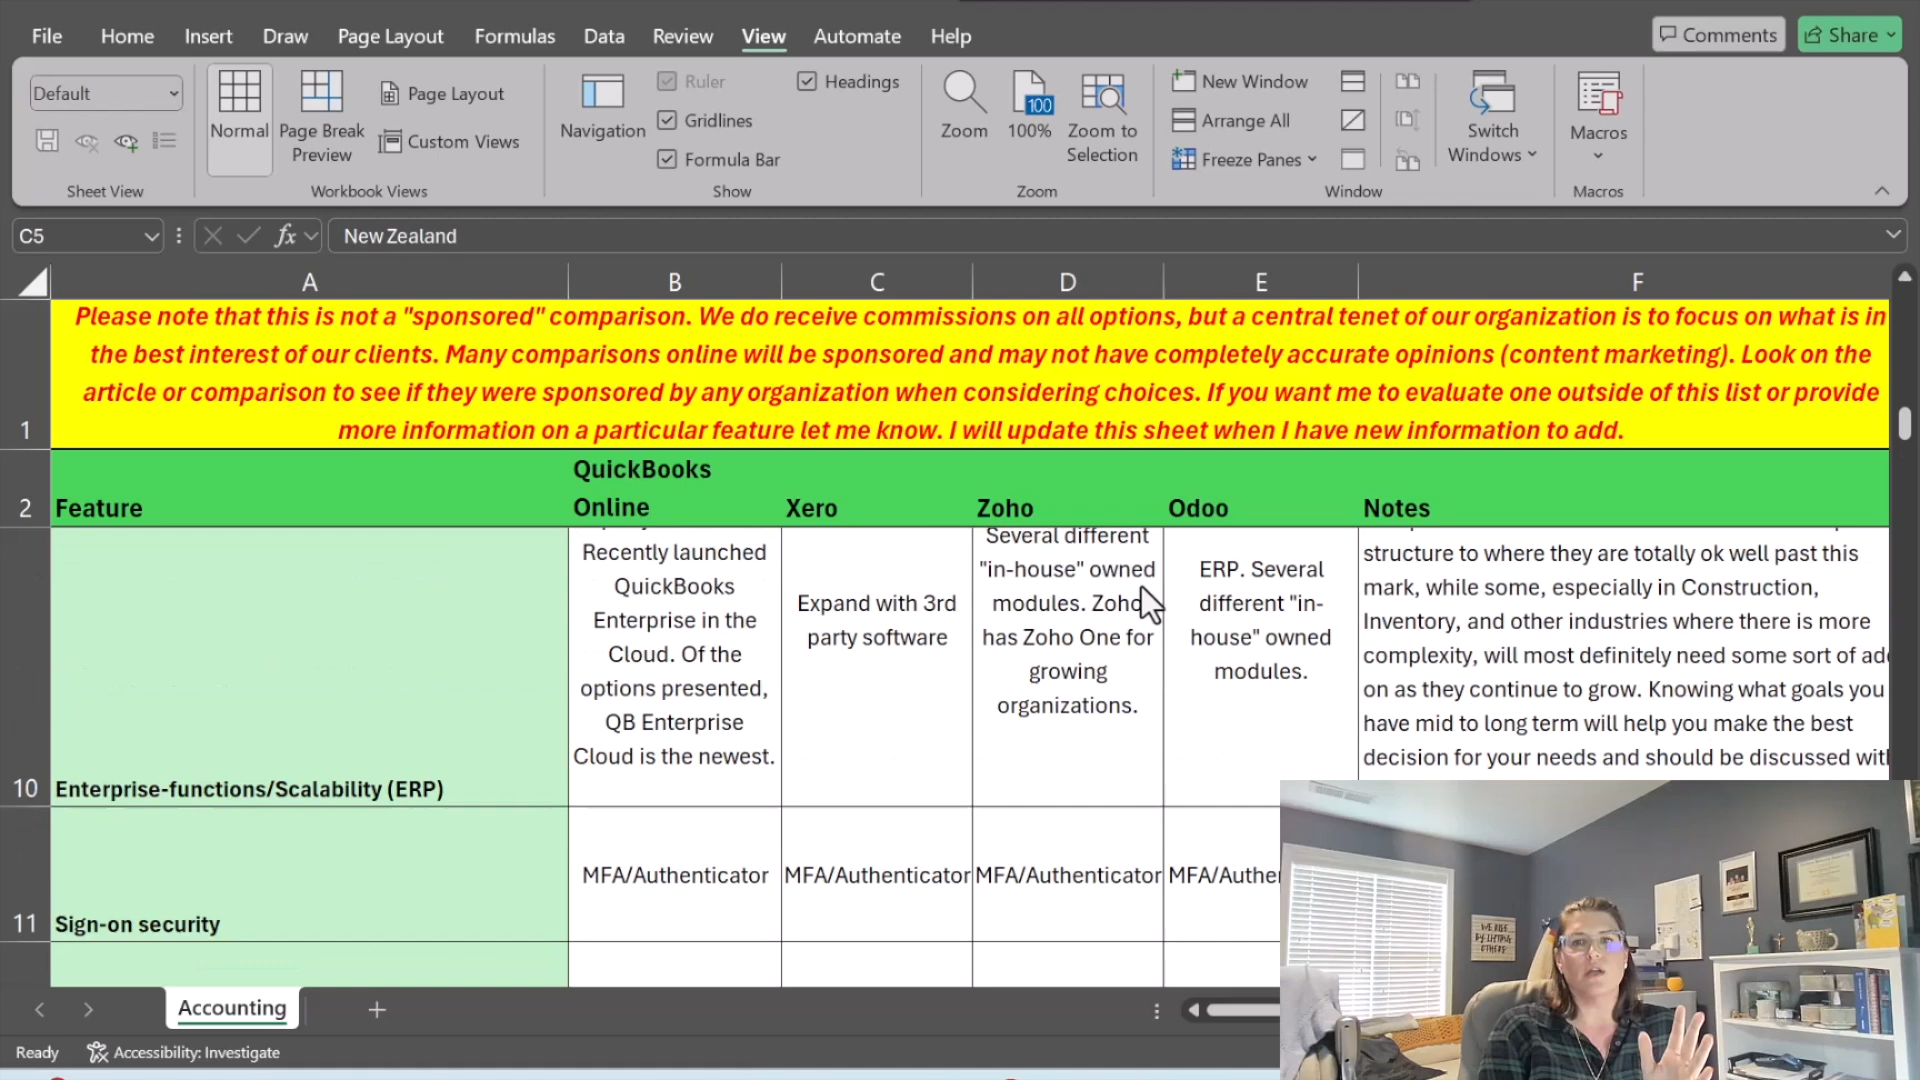 File Home Insert Draw Page Layout Formulas Data Review View Automate Help Comments Share
Default
Normal
Page Break
Preview
Page Layout
Custom Views
Navigation
Ruler
Gridlines
Formula Bar
Headings
Zoom
100
100%
Zoom to
Selection
New Window
Arrange All
Freeze Panes
Switch
Windows
Macros
Sheet View Workbook Views Show Zoom Window Macros
C5 fx New Zealand
A B C D E F
1
Please note that this is not a "sponsored" comparison. We do receive commissions on all options, but a central tenet of our organization is to focus on what is in
the best interest of our clients. Many comparisons online will be sponsored and may not have completely accurate opinions (content marketing). Look on the
article or comparison to see if they were sponsored by any organization when considering choices. If you want me to evaluate one outside of this list or provide
more information on a particular feature let me know. I will update this sheet when I have new information to add.
2
Feature
QuickBooks
Online
Xero
Zoho
Odoo
Notes
10
Enterprise-functions/Scalability (ERP)
Recently launched
QuickBooks
Enterprise in the
Cloud. Of the
options presented,
QB Enterprise
Cloud is the newest.
Expand with 3rd
party software
Several different
"in-house" owned
modules. Zoho
has Zoho One for
growing
organizations.
ERP. Several
different "in-
house" owned
modules.
structure to where they are totally ok well past this
mark, while some, especially in Construction,
Inventory, and other industries where there is more
complexity, will most definitely need some sort of ad
on as they continue to grow. Knowing what goals you
have mid to long term will help you make the best
decision for your needs and should be discussed wit
11
Sign-on security
MFA/Authenticator
MFA/Authenticator
MFA/Authenticator
MFA/Authe
WE RISE
BY LIFTING
OTHERS
Accounting
Ready Accessibility: Investigate